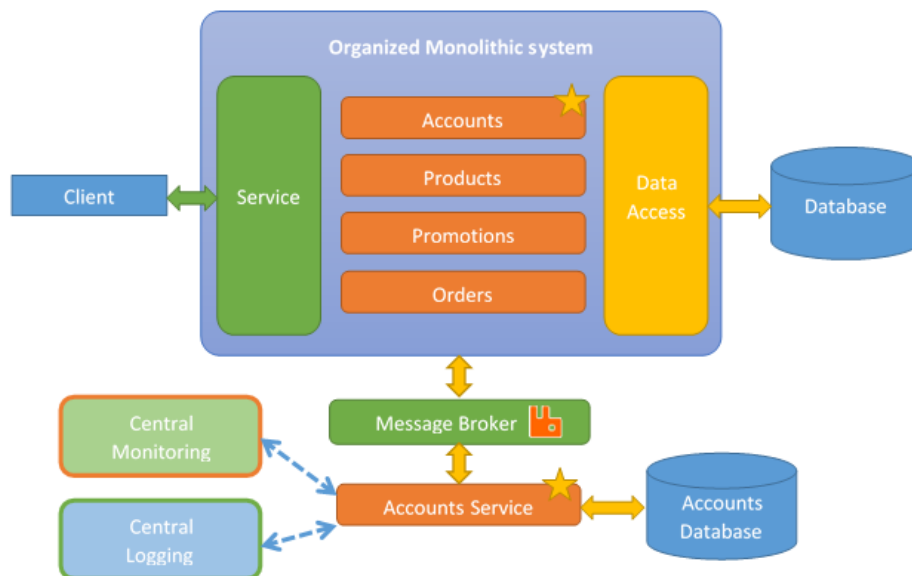 Organized Monolithic system
Accounts
Products
Client
Service
Data
Access
Database
Promotions
Orders
Message Broker
Central
Monitoring
Accounts Service
Accounts
Database
Central
Logging